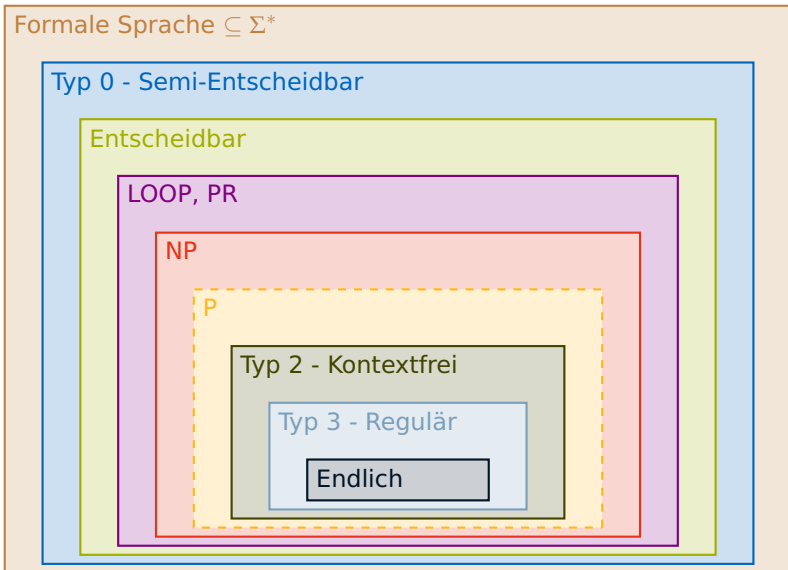 Formale Sprache ⊆ Σ*
Typ 0 - Semi-Entscheidbar
Entscheidbar
LOOP, PR
NP
P
Typ 2 - Kontextfrei
Typ 3 - Regulär
Endlich